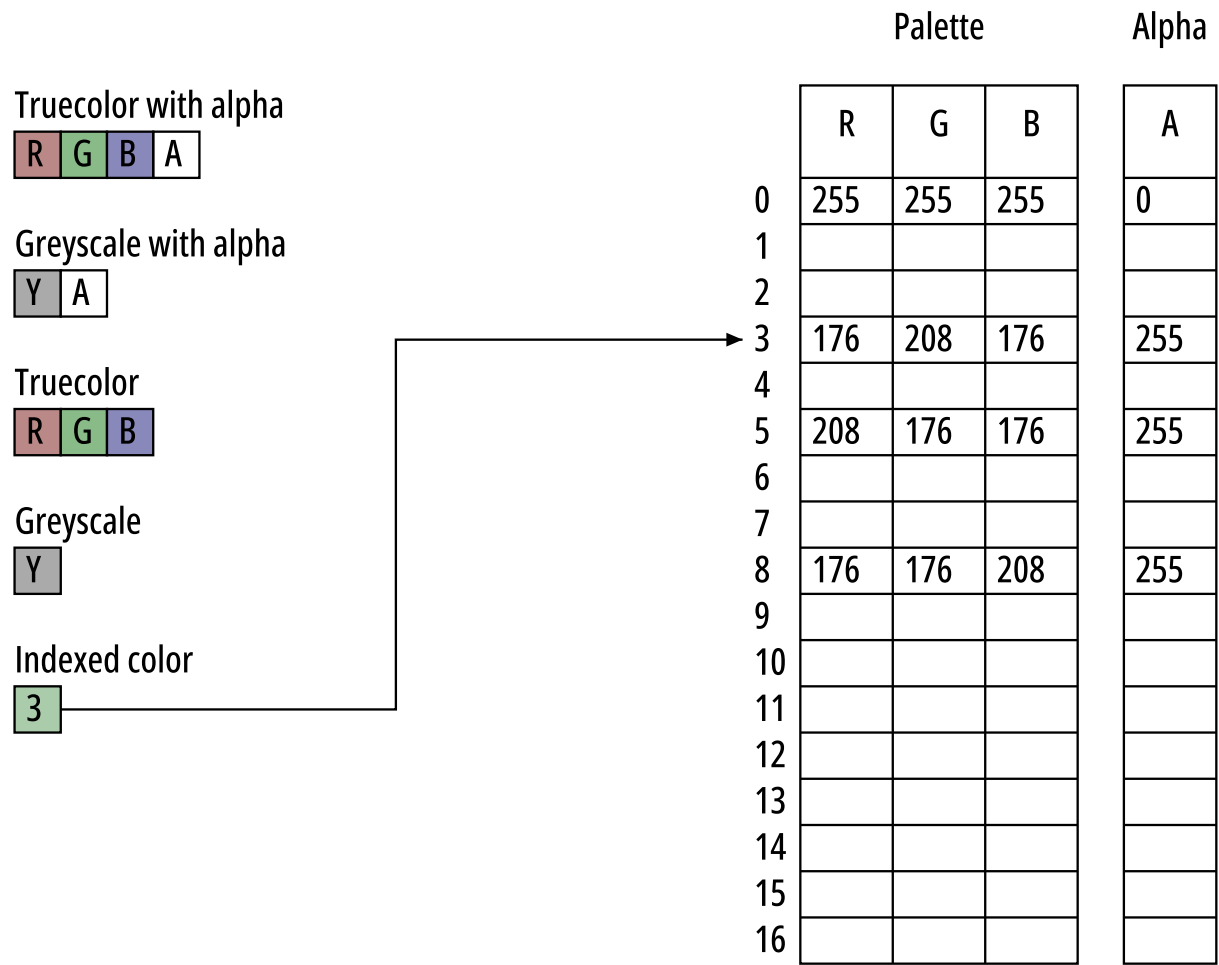 Palette Alpha
Truecolor with alpha
R G B A
Greyscale with alpha
Y A
Truecolor
R G B
Greyscale
Y
Indexed color
3
R G B A
0 255 255 255 0
1
2
3 176 208 176 255
4
5 208 176 176 255
6
7
8 176 176 208 255
9
10
11
12
13
14
15
16